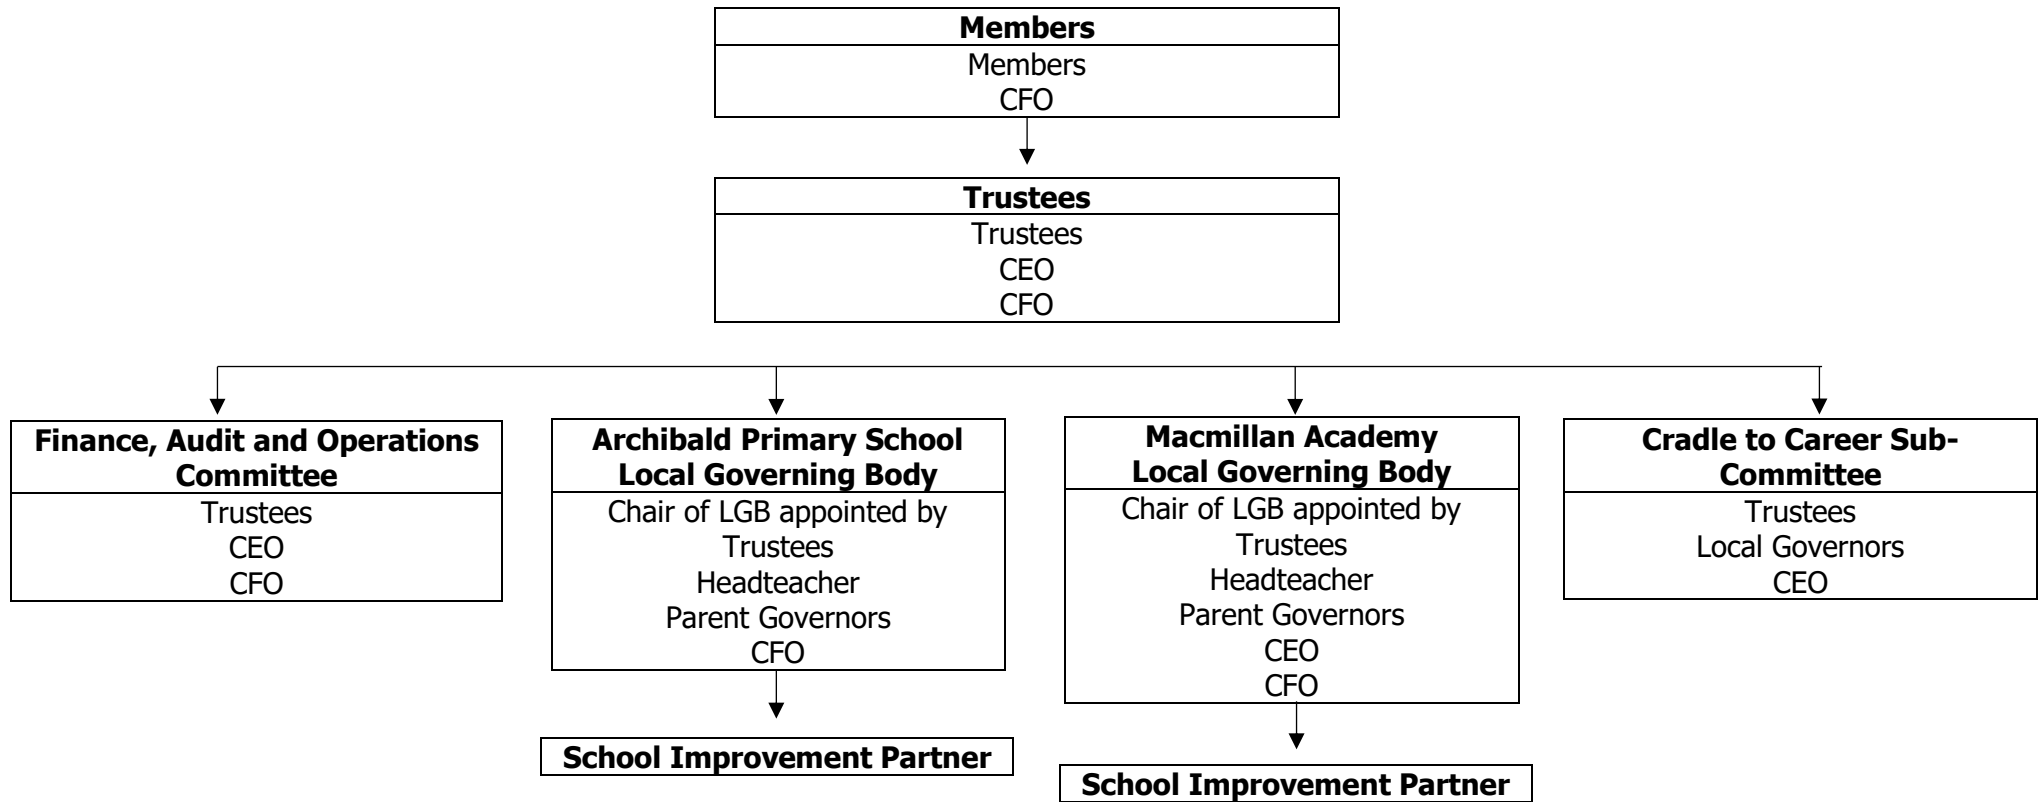 Members
Members
CFO
Trustees
Trustees
CEO
CFO
Finance, Audit and Operations
Committee
Trustees
CEO
CFO
Archibald Primary School
Local Governing Body
Chair of LGB appointed by
Trustees
Headteacher
Parent Governors
CFO
School Improvement Partner
Macmillan Academy
Local Governing Body
Chair of LGB appointed by
Trustees
Headteacher
Parent Governors
CEO
CFO
School Improvement Partner
Cradle to Career Sub-
Committee
Trustees
Local Governors
CEO